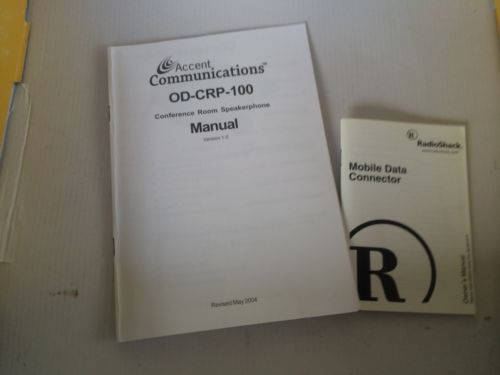 Accent
Communications
OD-CRP-100
Conference Room Speakerphone
Manual
Version 1.0
Revised May 2004
R RadioShack
Mobile Data
Connector
R
Owner's Manual